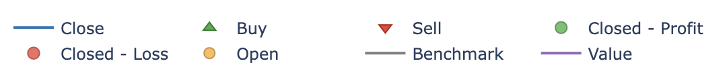 Close Buy Sell Closed - Profit
Closed - Loss Open Benchmark Value